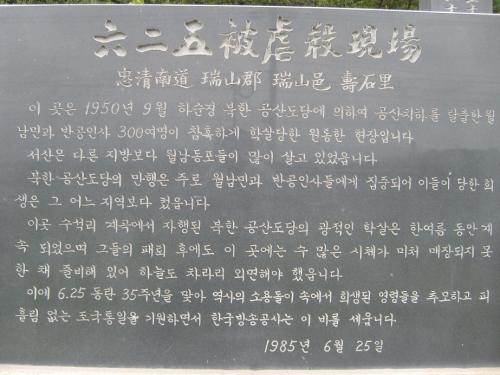 六二五被虐殺現場
忠清南道 瑞山郡 瑞山邑 壽石里
이 곳은 1950년 9월 하순경 북한 공산도당에 의하여 공산치하를 탈출한 월
남민과 반공인사 300여명이 참혹하게 학살당한 원통한 현장입니다.
서산은 다른 지방보다 월남동포들이 많이 살고 있었읍니다.
북한 공산도당의 만행은 주로 월남민과 반공인사들에게 집중되어 이들이 당한 희
생은 그 어느 지역보다 컸읍니다.
이곳 수석리 계곡에서 자행된 북한 공산도당의 광적인 학살은 한여름 동안 계
속 되었으며 그들의 패퇴 후에도 이 곳에는 수 많은 시체가 미처 매장되지 못
한 채 즐비해 있어 하늘도 차라리 외면해야 했읍니다.
이에 6.25 동란 35주년을 맞아 역사의 소용돌이 속에서 희생된 영령들을 추모하고 피
흘림 없는 조국통일을 기원하면서 한국방송공사는 이 비를 세웁니다.
1985년 6월 25일